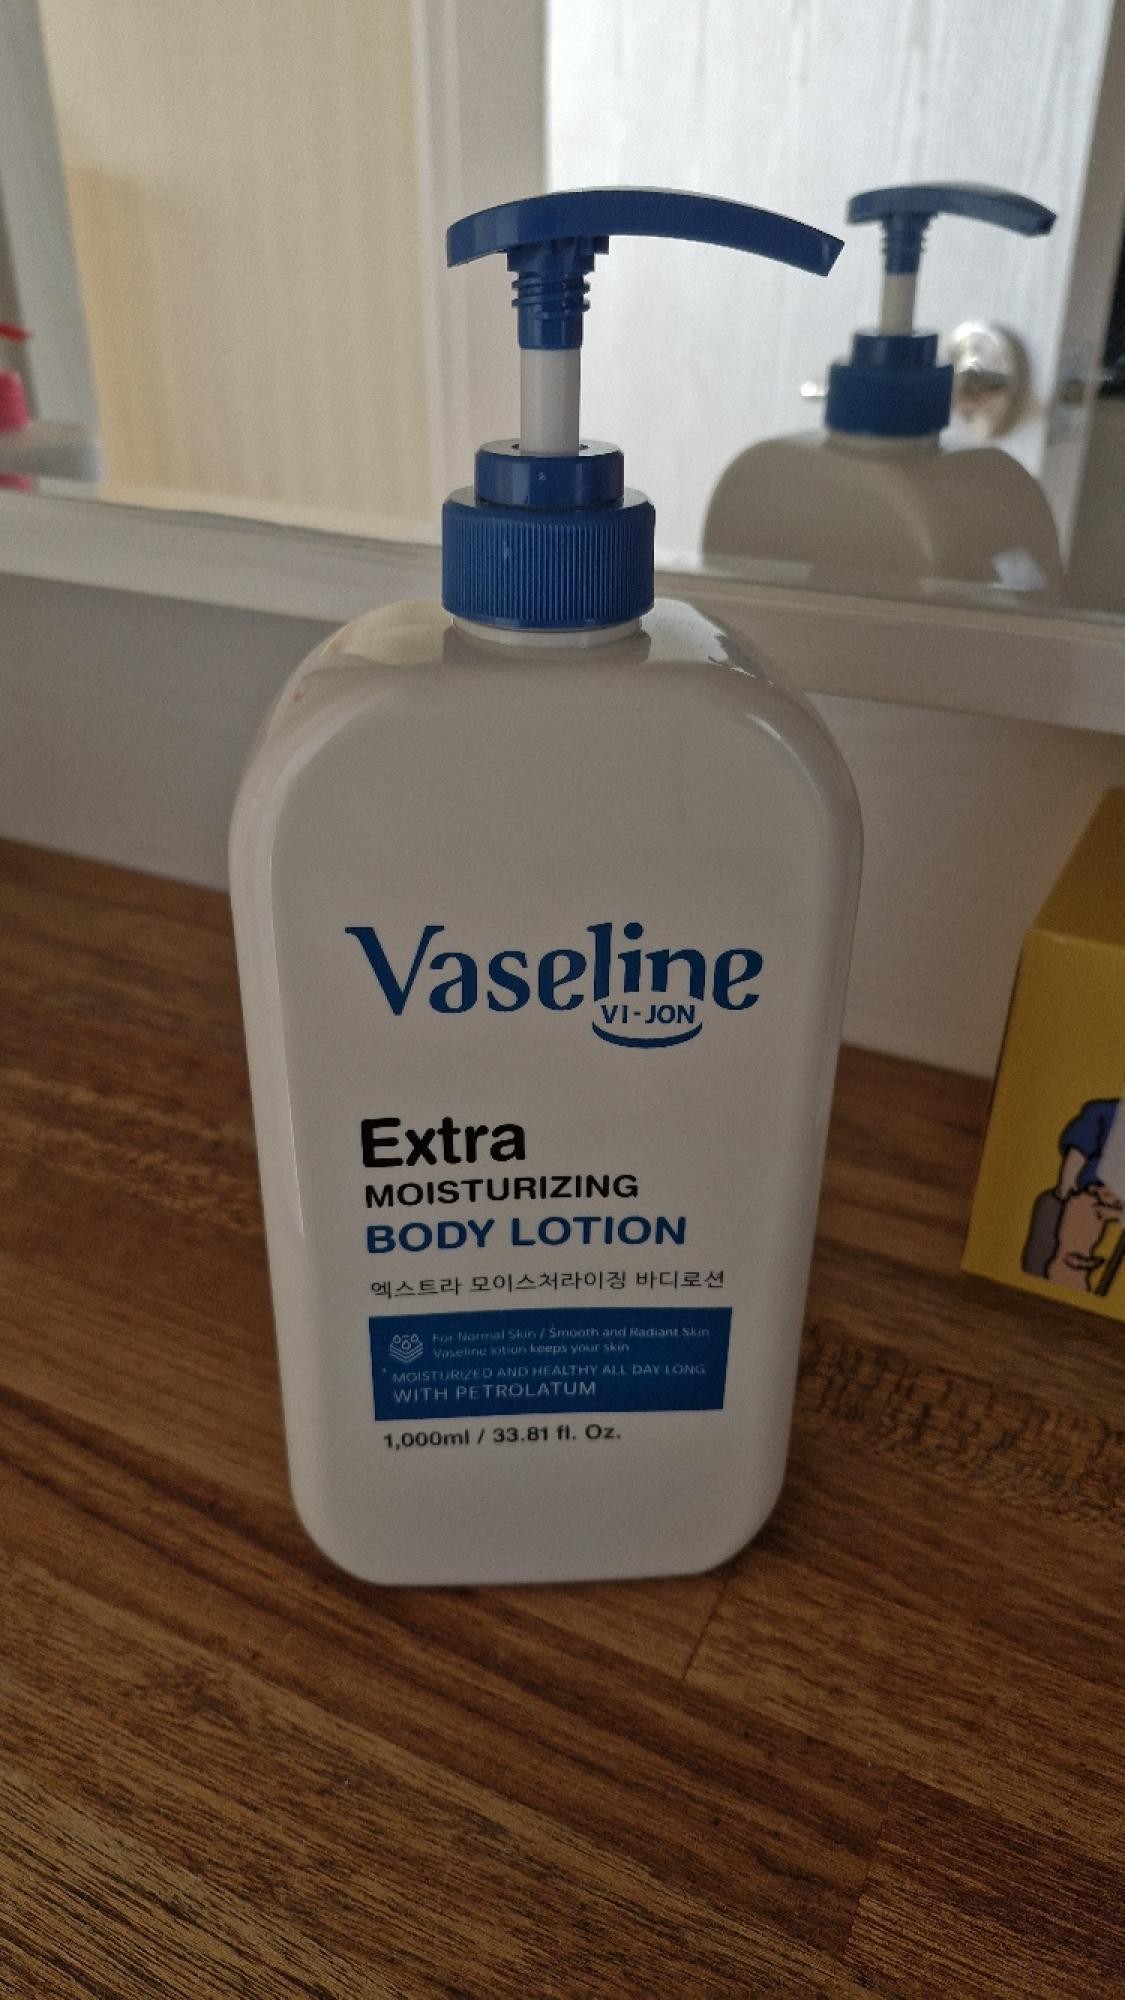 Vaseline
VI-JON
Extra
MOISTURIZING
BODY LOTION
엑스트라 모이스처라이징 바디로션
For Normal Skin / Smooth and Radiant Skin
Vaseline lotion keeps your skin
MOISTURIZED AND HEALTHY ALL DAY LONG
WITH PETROLATUM
1,000ml / 33.81 fl. Oz.